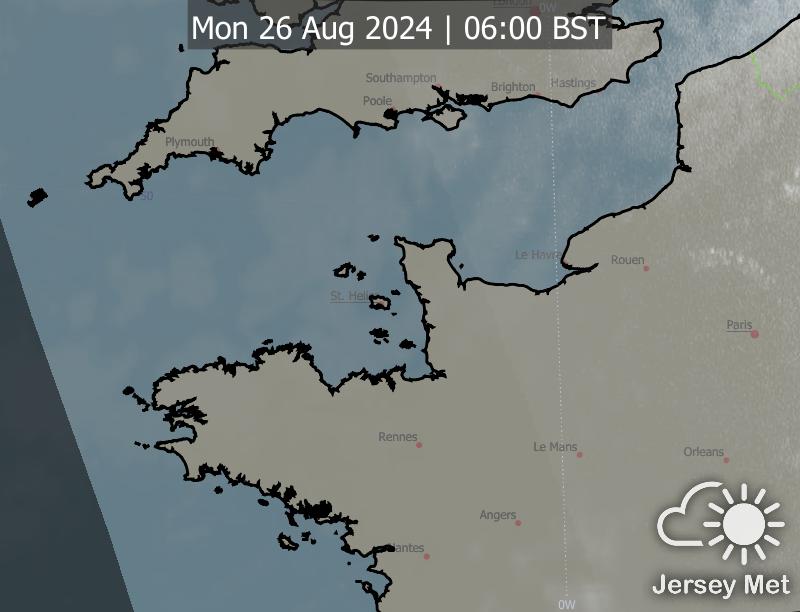 London
0W
Mon 26 Aug 2024 | 06:00 BST
Southampton
Brighton
Hastings
Poole
Plymouth
50
Le Havre
Rouen
St. Helier
Paris
Rennes
Le Mans
Orleans
Angers
Nantes
Jersey Met
0W